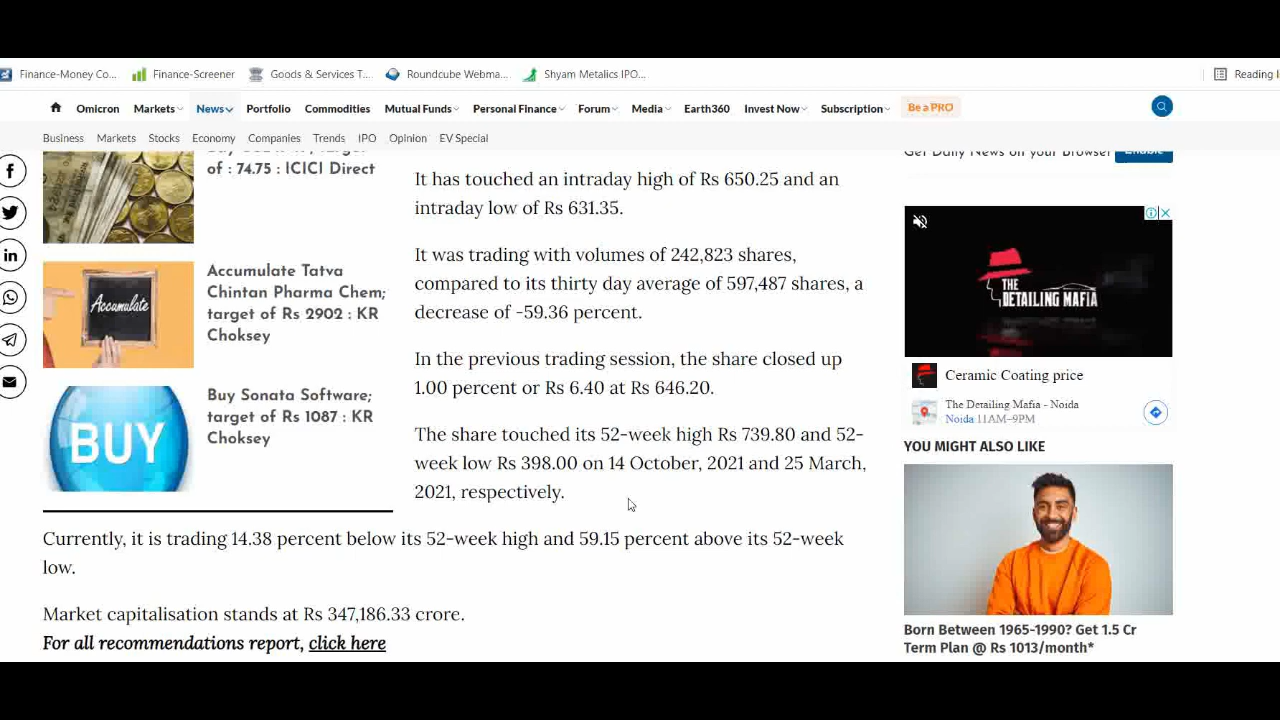 Finance-Money Co...
Finance-Screener
Goods & Services T...
Roundcube Webma...
Shyam Metalics IPO...
Reading
Omicron
Markets
News
Portfolio
Commodities
Mutual Funds
Personal Finance
Forum
Media
Earth360
Invest Now
Subscription
Be a PRO
Business
Markets
Stocks
Economy
Companies
Trends
IPO
Opinion
EV Special
of : 74.75 : ICICI Direct
Accumulate
Accumulate Tatva
Chintan Pharma Chem;
target of Rs 2902 : KR
Choksey
BUY
Buy Sonata Software;
target of Rs 1087 : KR
Choksey
It has touched an intraday high of Rs 650.25 and an
intraday low of Rs 631.35.
It was trading with volumes of 242,823 shares,
compared to its thirty day average of 597,487 shares, a
decrease of -59.36 percent.
In the previous trading session, the share closed up
1.00 percent or Rs 6.40 at Rs 646.20.
The share touched its 52-week high Rs 739.80 and 52-
week low Rs 398.00 on 14 October, 2021 and 25 March,
2021, respectively.
Currently, it is trading 14.38 percent below its 52-week high and 59.15 percent above its 52-week
low.
Market capitalisation stands at Rs 347,186.33 crore.
For all recommendations report, click here
Get Daily News on your Browser
Enable
THE
DETAILING MAFIA
Ceramic Coating price
The Detailing Mafia - Noida
Noida 11AM–9PM
YOU MIGHT ALSO LIKE
Born Between 1965-1990? Get 1.5 Cr
Term Plan @ Rs 1013/month*